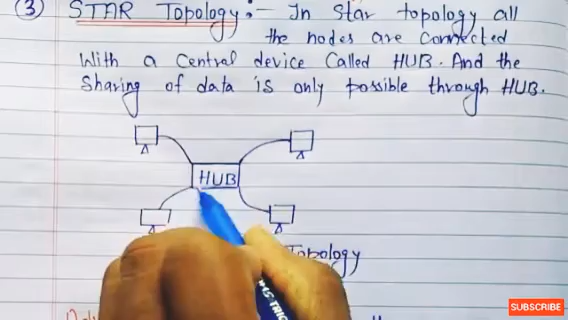 (3) STAR Topology :- In Star topology all
the nodes are connected
With a Central device Called HUB. And the
Sharing of data is only possible through HUB.
HUB
Topology
SUBSCRIBE